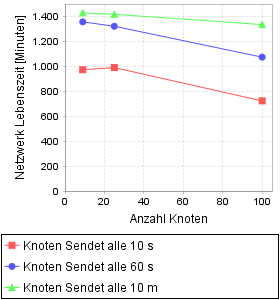 1.400
1.200
1.000
800
600
400
200
0
Netzwerk Lebenszeit [Minuten]
0 20 40 60 80 100
Anzahl Knoten
Knoten Sendet alle 10 s
Knoten Sendet alle 60 s
Knoten Sendet alle 10 m